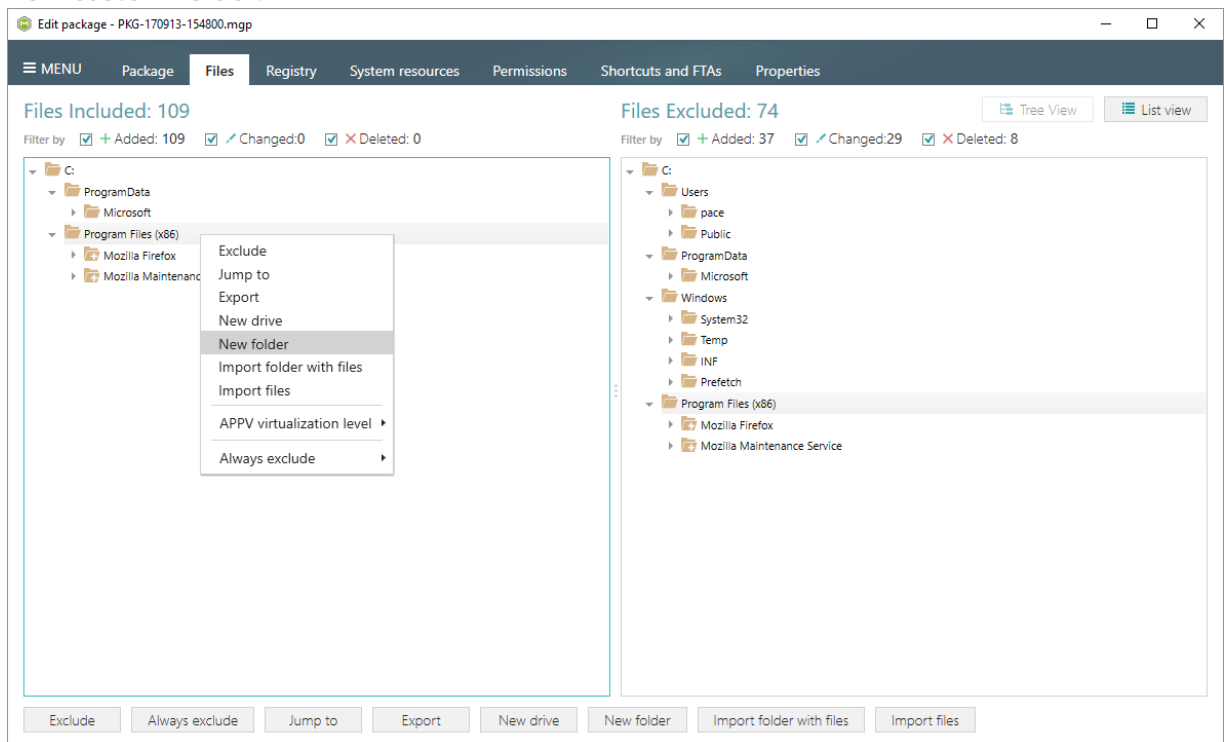 Edit package - PKG-170913-154800.mgp
MENU Package Files Registry System resources Permissions Shortcuts and FTAs Properties
Files Included: 109
Filter by + Added: 109 Changed:0 Deleted: 0
C:
ProgramData
Microsoft
Program Files (x86)
Mozilla Firefox
Mozilla Maintenanc
Exclude
Jump to
Export
New drive
New folder
Import folder with files
Import files
APPV virtualization level
Always exclude
Files Excluded: 74
Tree View List view
Filter by + Added: 37 Changed:29 Deleted: 8
C:
Users
pace
Public
ProgramData
Microsoft
Windows
System32
Temp
INF
Prefetch
Program Files (x86)
Mozilla Firefox
Mozilla Maintenance Service
Exclude Always exclude Jump to Export New drive New folder Import folder with files Import files